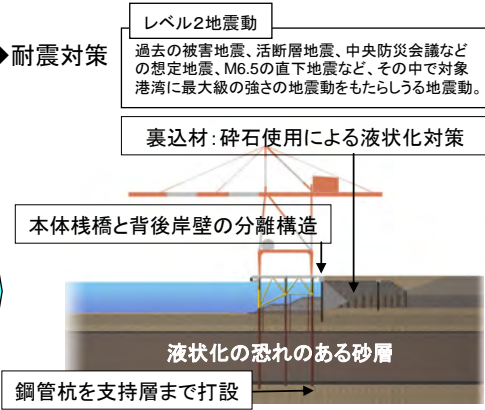 ◆耐震対策
レベル2地震動
過去の被害地震、活断層地震、中央防災会議など
の想定地震、M6.5の直下地震など、その中で対象
港湾に最大級の強さの地震動をもたらしうる地震動。
裏込材:砕石使用による液状化対策
本体桟橋と背後岸壁の分離構造
液状化の恐れのある砂層
鋼管杭を支持層まで打設